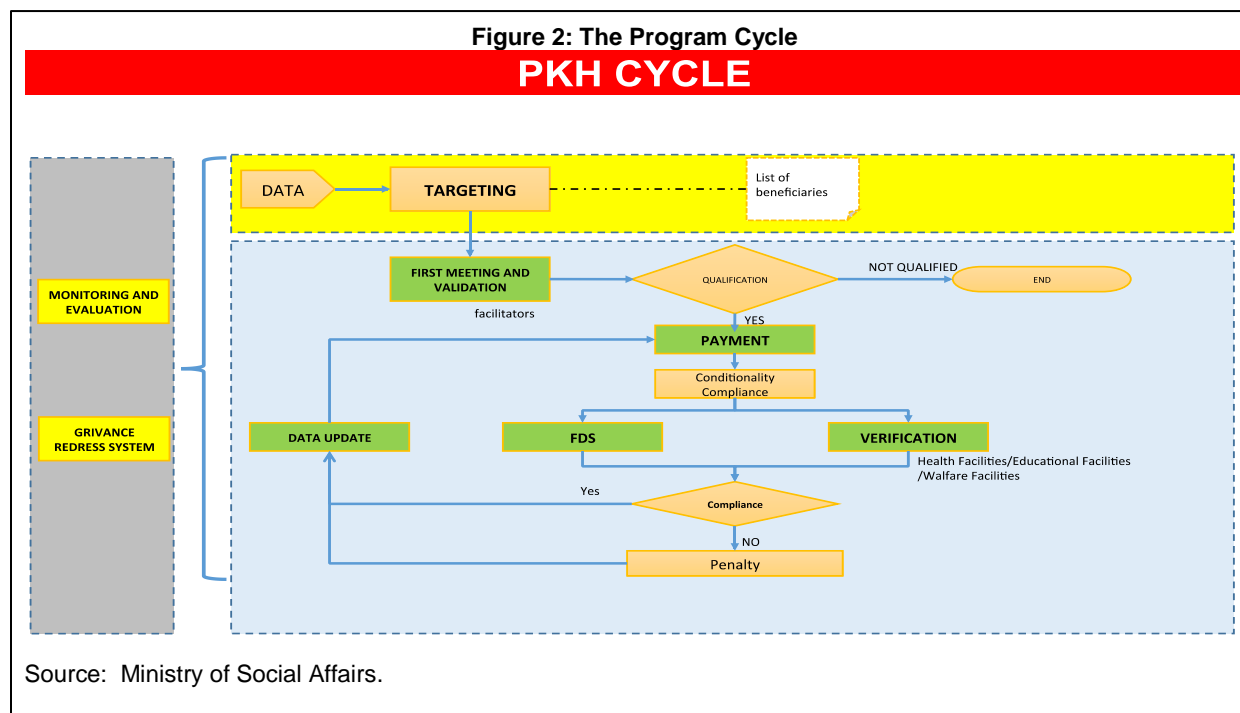 Figure 2: The Program Cycle
PKH CYCLE
DATA
TARGETING
List of
beneficiaries
FIRST MEETING AND
VALIDATION
facilitators
QUALIFICATION
NOT QUALIFIED
END
MONITORING AND
EVALUATION
YES
PAYMENT
Conditionality
Compliance
GRIVANCE
REDRESS SYSTEM
DATA UPDATE
FDS
VERIFICATION
Health Facilities/Educational Facilities
/Welfare Facilities
Yes
Compliance
NO
Penalty
Source: Ministry of Social Affairs.